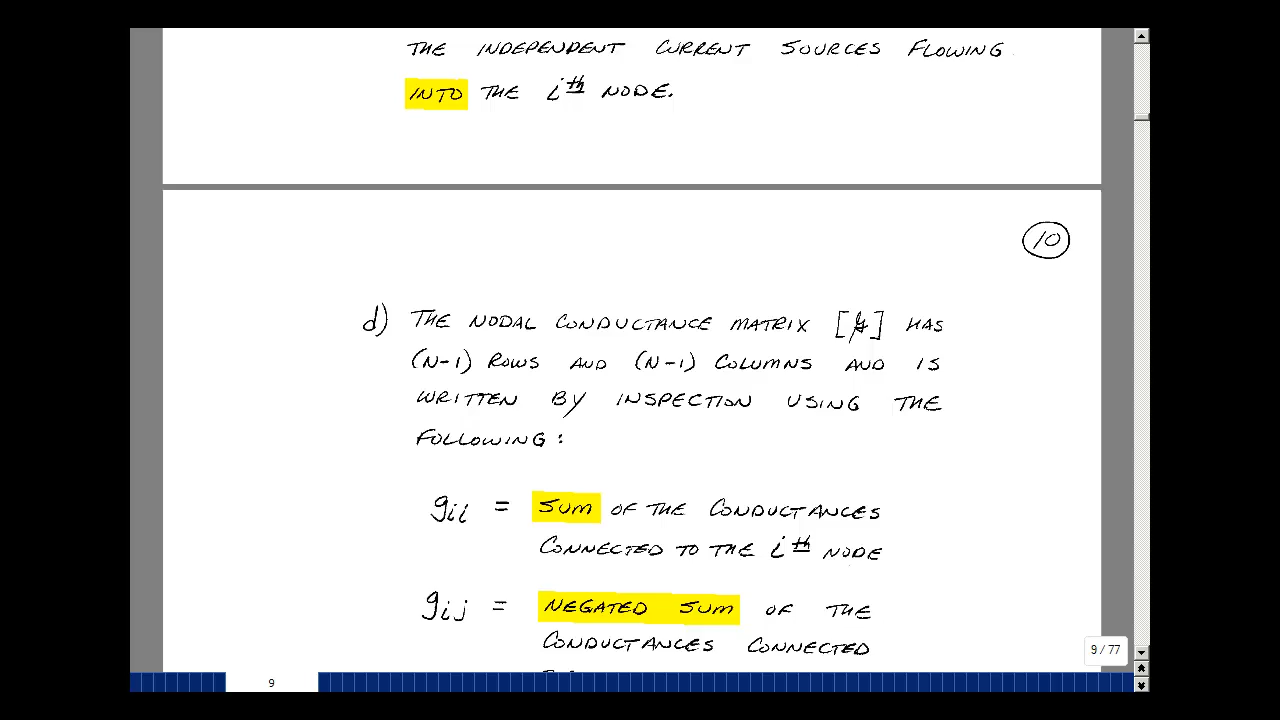 THE INDEPENDENT CURRENT SOURCES FLOWING
INTO THE ith NODE.
10
d) THE NODAL CONDUCTANCE MATRIX [G] HAS
(N-1) ROWS AND (N-1) COLUMNS AND IS
WRITTEN BY INSPECTION USING THE
FOLLOWING:
gii = SUM OF THE CONDUCTANCES
CONNECTED TO THE ith NODE
gij = NEGATED SUM OF THE
CONDUCTANCES CONNECTED
9 / 77
9